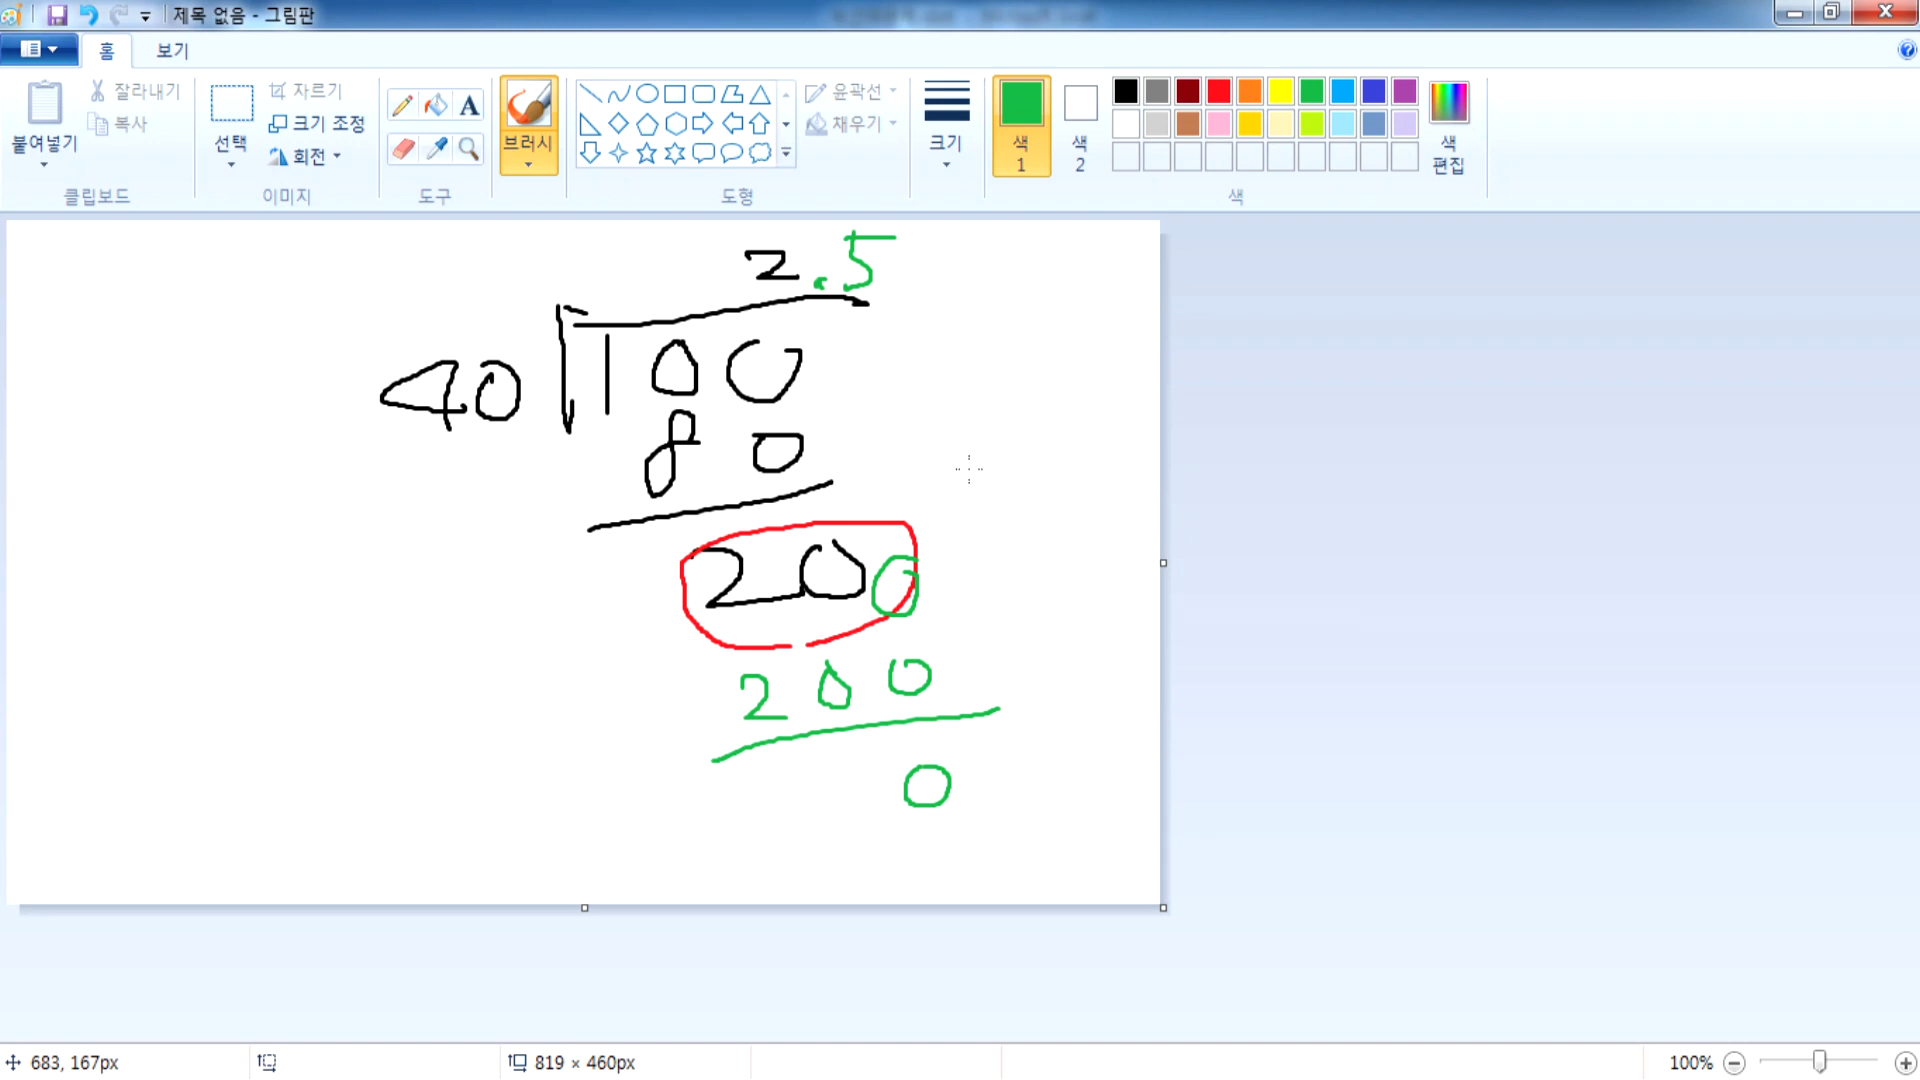 제목 없음 - 그림판
홈 보기
붙여넣기 잘라내기 복사
클립보드
선택 자르기 크기 조정 회전
이미지
A
도구
브러시
윤곽선 채우기
도형
크기
색 1
색 2
색 편집
색
2.5
40 100
80
200
200
0
683, 167px
819 × 460px
100%